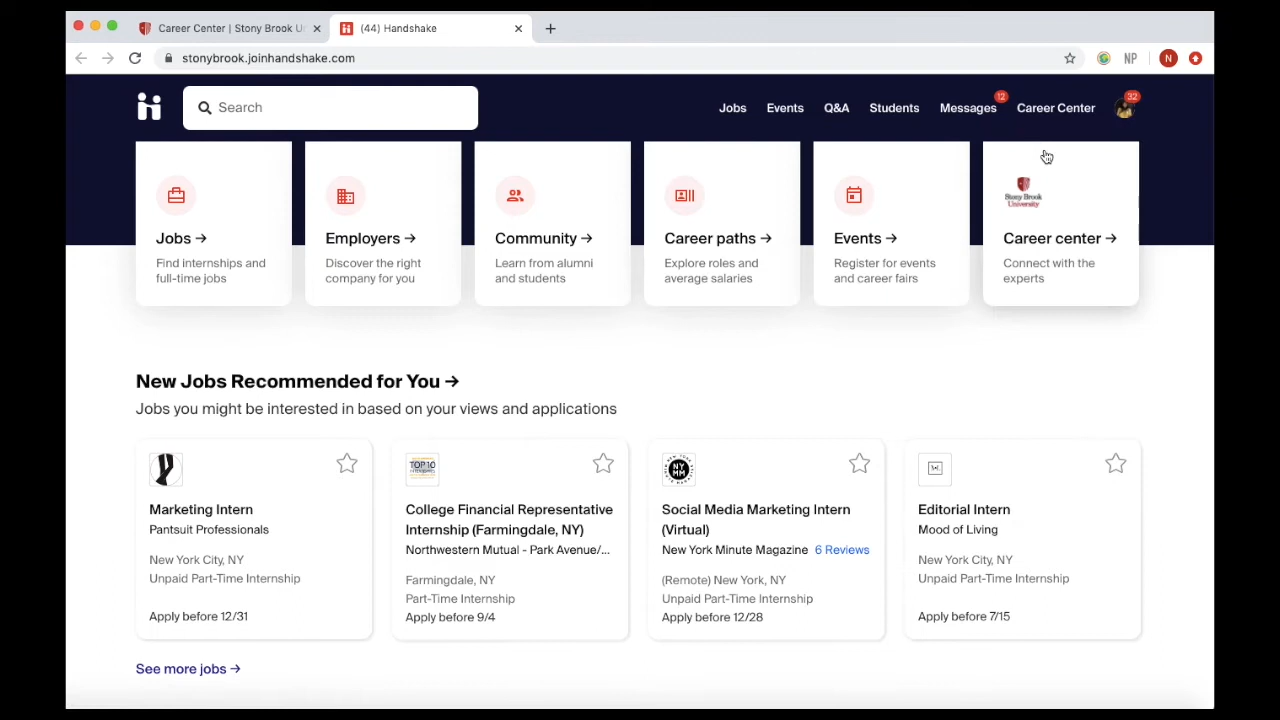 Career Center | Stony Brook U
(44) Handshake
stonybrook.joinhandshake.com
NP
N
Search
Jobs
Events
Q&A
Students
Messages
12
Career Center
32
Stony Brook
University
Jobs →
Find internships and
full-time jobs
Employers →
Discover the right
company for you
Community →
Learn from alumni
and students
Career paths →
Explore roles and
average salaries
Events →
Register for events
and career fairs
Career center →
Connect with the
experts
New Jobs Recommended for You →
Jobs you might be interested in based on your views and applications
Marketing Intern
Pantsuit Professionals
New York City, NY
Unpaid Part-Time Internship
Apply before 12/31
TOP10
College Financial Representative
Internship (Farmingdale, NY)
Northwestern Mutual - Park Avenue/...
Farmingdale, NY
Part-Time Internship
Apply before 9/4
NY
MM
Social Media Marketing Intern
(Virtual)
New York Minute Magazine 6 Reviews
(Remote) New York, NY
Unpaid Part-Time Internship
Apply before 12/28
Editorial Intern
Mood of Living
New York City, NY
Unpaid Part-Time Internship
Apply before 7/15
See more jobs →